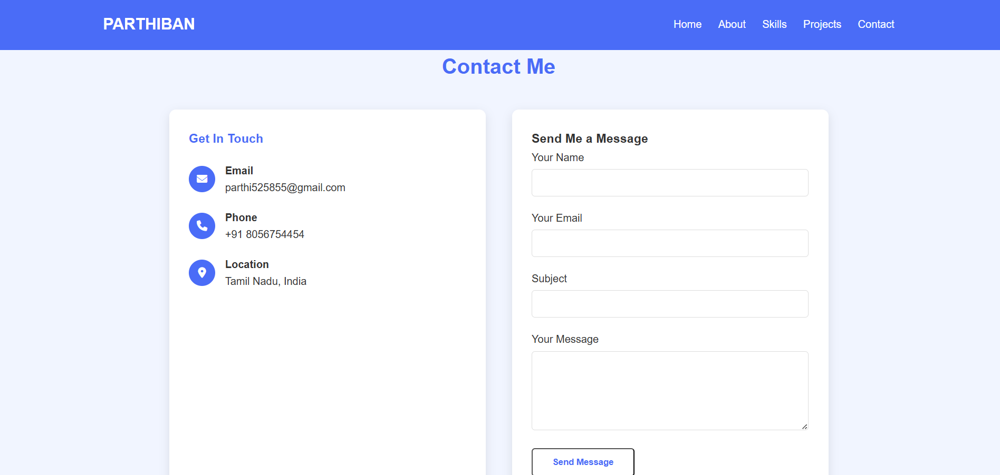 PARTHIBAN
Home About Skills Projects Contact
Contact Me
Get In Touch
Email
parthi525855@gmail.com
Phone
+91 8056754454
Location
Tamil Nadu, India
Send Me a Message
Your Name
Your Email
Subject
Your Message
Send Message